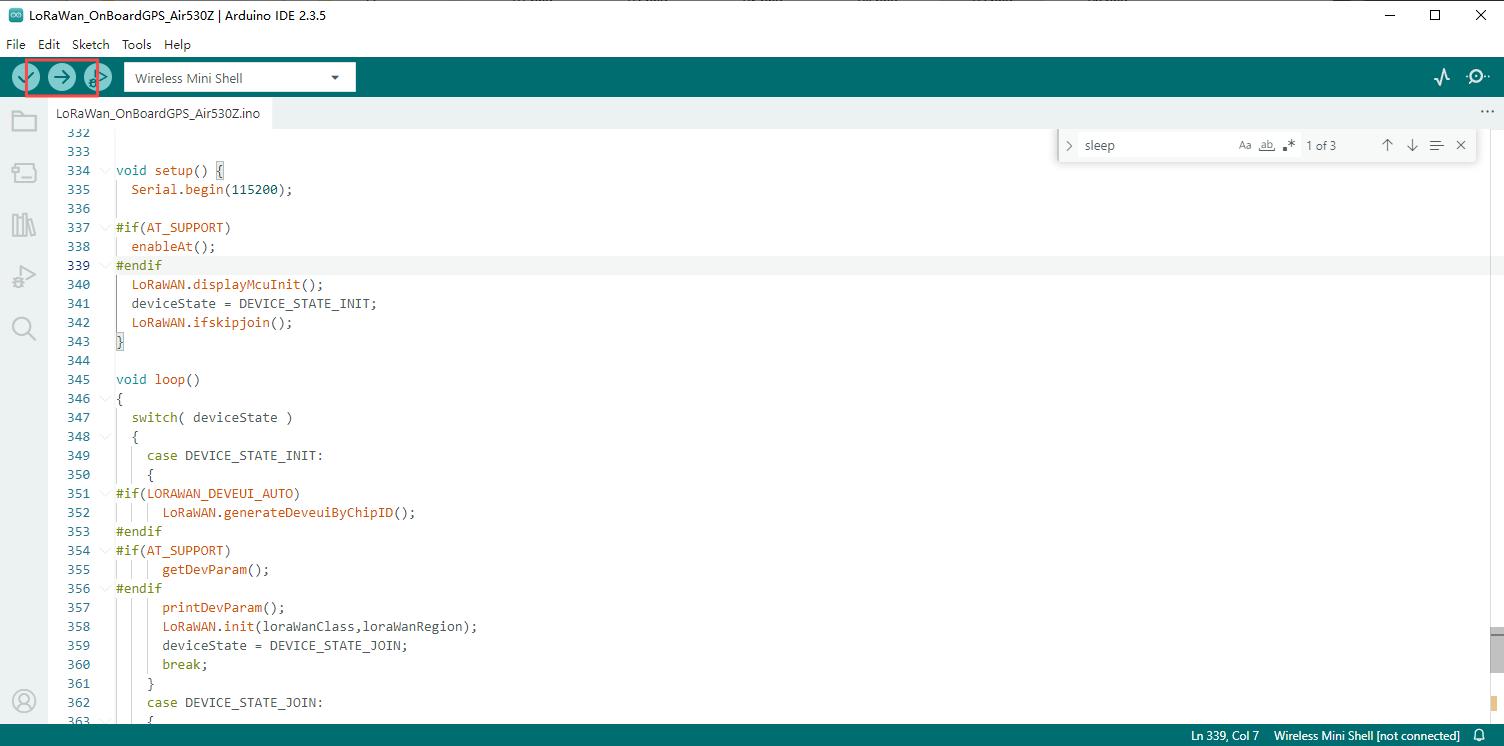 LoRaWan_OnBoardGPS_Air530Z | Arduino IDE 2.3.5
File Edit Sketch Tools Help
Wireless Mini Shell
LoRaWan_OnBoardGPS_Air530Z.ino
sleep Aa ab .* 1 of 3
332
333
334 void setup() {
335 Serial.begin(115200);
336
337 #if(AT_SUPPORT)
338 enableAt();
339 #endif
340 LoRaWAN.displayMcuInit();
341 deviceState = DEVICE_STATE_INIT;
342 LoRaWAN.ifskipjoin();
343 }
344
345 void loop()
346 {
347 switch( deviceState )
348 {
349 case DEVICE_STATE_INIT:
350 {
351 #if(LORAWAN_DEVEUI_AUTO)
352 LoRaWAN.generateDeveuiByChipID();
353 #endif
354 #if(AT_SUPPORT)
355 getDevParam();
356 #endif
357 printDevParam();
358 LoRaWAN.init(loraWanClass,loraWanRegion);
359 deviceState = DEVICE_STATE_JOIN;
360 break;
361 }
362 case DEVICE_STATE_JOIN:
363 {
Ln 339, Col 7 Wireless Mini Shell [not connected]